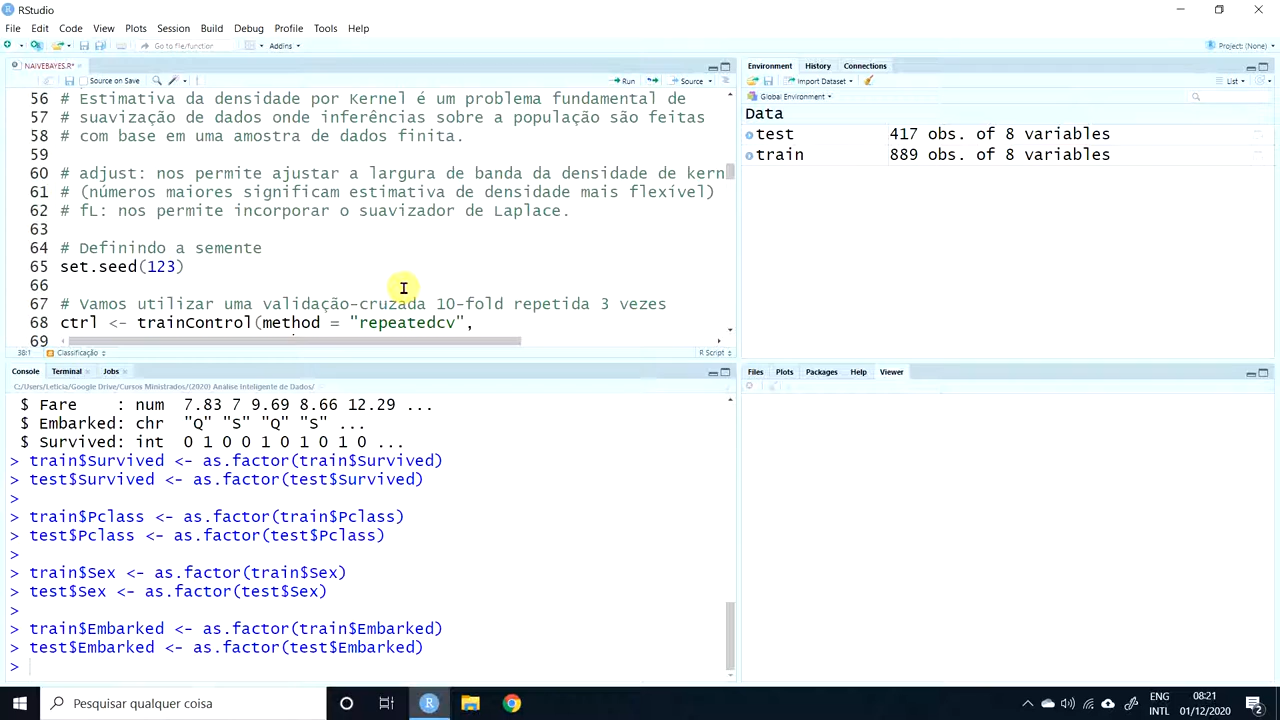 RStudio
File Edit Code View Plots Session Build Debug Profile Tools Help
Go to file/function Addins
Project: (None)
NAIVEBAYES.R*
Source on Save Run Source
56 # Estimativa da densidade por Kernel é um problema fundamental de
57 # suavização de dados onde inferências sobre a população são feitas
58 # com base em uma amostra de dados finita.
59
60 # adjust: nos permite ajustar a largura de banda da densidade de kern
61 # (números maiores significam estimativa de densidade mais flexível)
62 # fL: nos permite incorporar o suavizador de Laplace.
63
64 # Definindo a semente
65 set.seed(123)
66
67 # Vamos utilizar uma validação-cruzada 10-fold repetida 3 vezes
68 ctrl <- trainControl(method = "repeatedcv",
69
38:1 Classificação R Script
Console Terminal Jobs
C:/Users/Leticia/Google Drive/Cursos Ministrados/(2020) Análise Inteligente de Dados/
$ Fare : num 7.83 7 9.69 8.66 12.29 ...
$ Embarked: chr "Q" "S" "Q" "S" ...
$ Survived: int 0 1 0 0 1 0 1 0 1 0 ...
> train$Survived <- as.factor(train$Survived)
> test$Survived <- as.factor(test$Survived)
>
> train$Pclass <- as.factor(train$Pclass)
> test$Pclass <- as.factor(test$Pclass)
>
> train$Sex <- as.factor(train$Sex)
> test$Sex <- as.factor(test$Sex)
>
> train$Embarked <- as.factor(train$Embarked)
> test$Embarked <- as.factor(test$Embarked)
>
Environment History Connections
Import Dataset List
Global Environment
Data
test 417 obs. of 8 variables
train 889 obs. of 8 variables
Files Plots Packages Help Viewer
Pesquisar qualquer coisa
ENG
INTL
08:21
01/12/2020
2